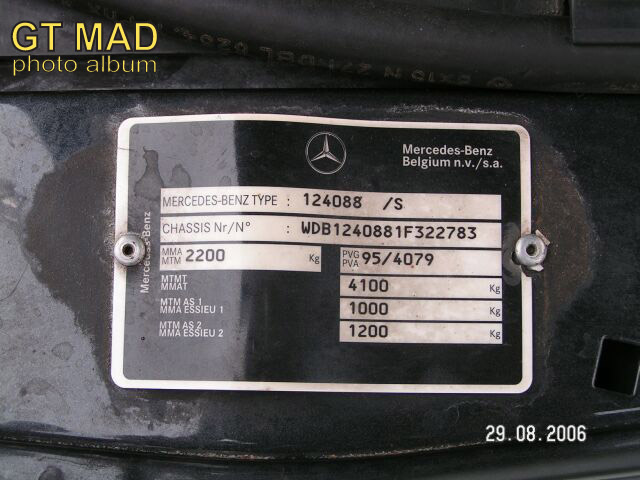 GT MAD
photo album
Mercedes-Benz
Belgium n.v./s.a.
MERCEDES-BENZ TYPE : 124088 /S
CHASSIS Nr/N° : WDB1240881F322783
MMA
MTM 2200 Kg
PVG
PVA 95/4079
MTMT
MMAT 4100 Kg
MTM AS 1
MMA ESSIEU 1 1000 Kg
MTM AS 2
MMA ESSIEU 2 1200 Kg
Mercedes-Benz
29.08.2006